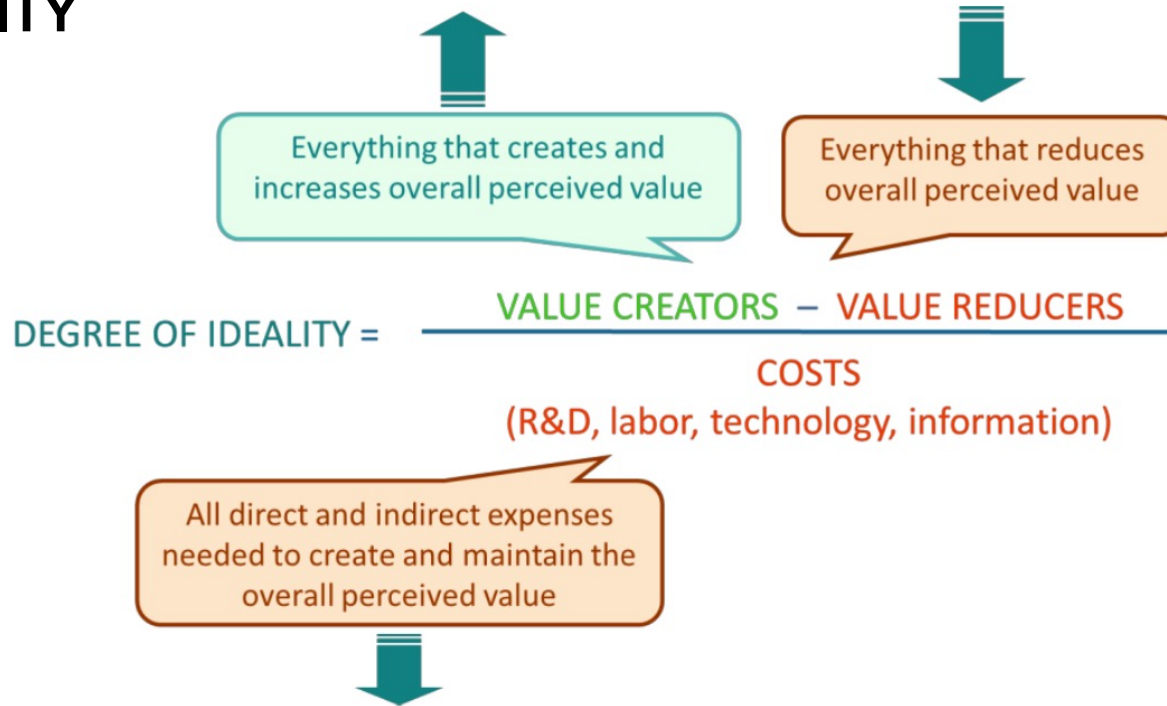 Everything that creates and
increases overall perceived value
Everything that reduces
overall perceived value
DEGREE OF IDEALITY =
VALUE CREATORS – VALUE REDUCERS
COSTS
(R&D, labor, technology, information)
All direct and indirect expenses
needed to create and maintain the
overall perceived value